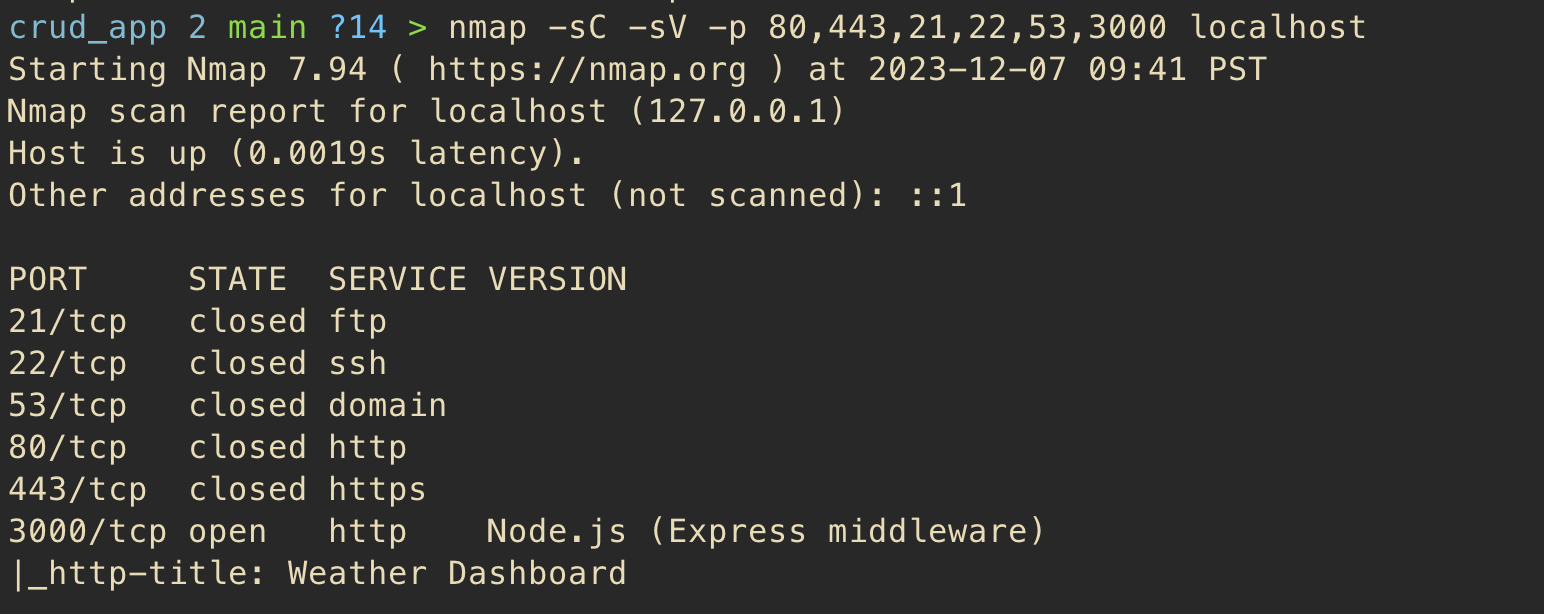 crud_app 2 main ?14 > nmap -sC -sV -p 80,443,21,22,53,3000 localhost
Starting Nmap 7.94 ( https://nmap.org ) at 2023-12-07 09:41 PST
Nmap scan report for localhost (127.0.0.1)
Host is up (0.0019s latency).
Other addresses for localhost (not scanned): ::1

PORT     STATE  SERVICE VERSION
21/tcp   closed ftp
22/tcp   closed ssh
53/tcp   closed domain
80/tcp   closed http
443/tcp  closed https
3000/tcp open   http    Node.js (Express middleware)
|_http-title: Weather Dashboard